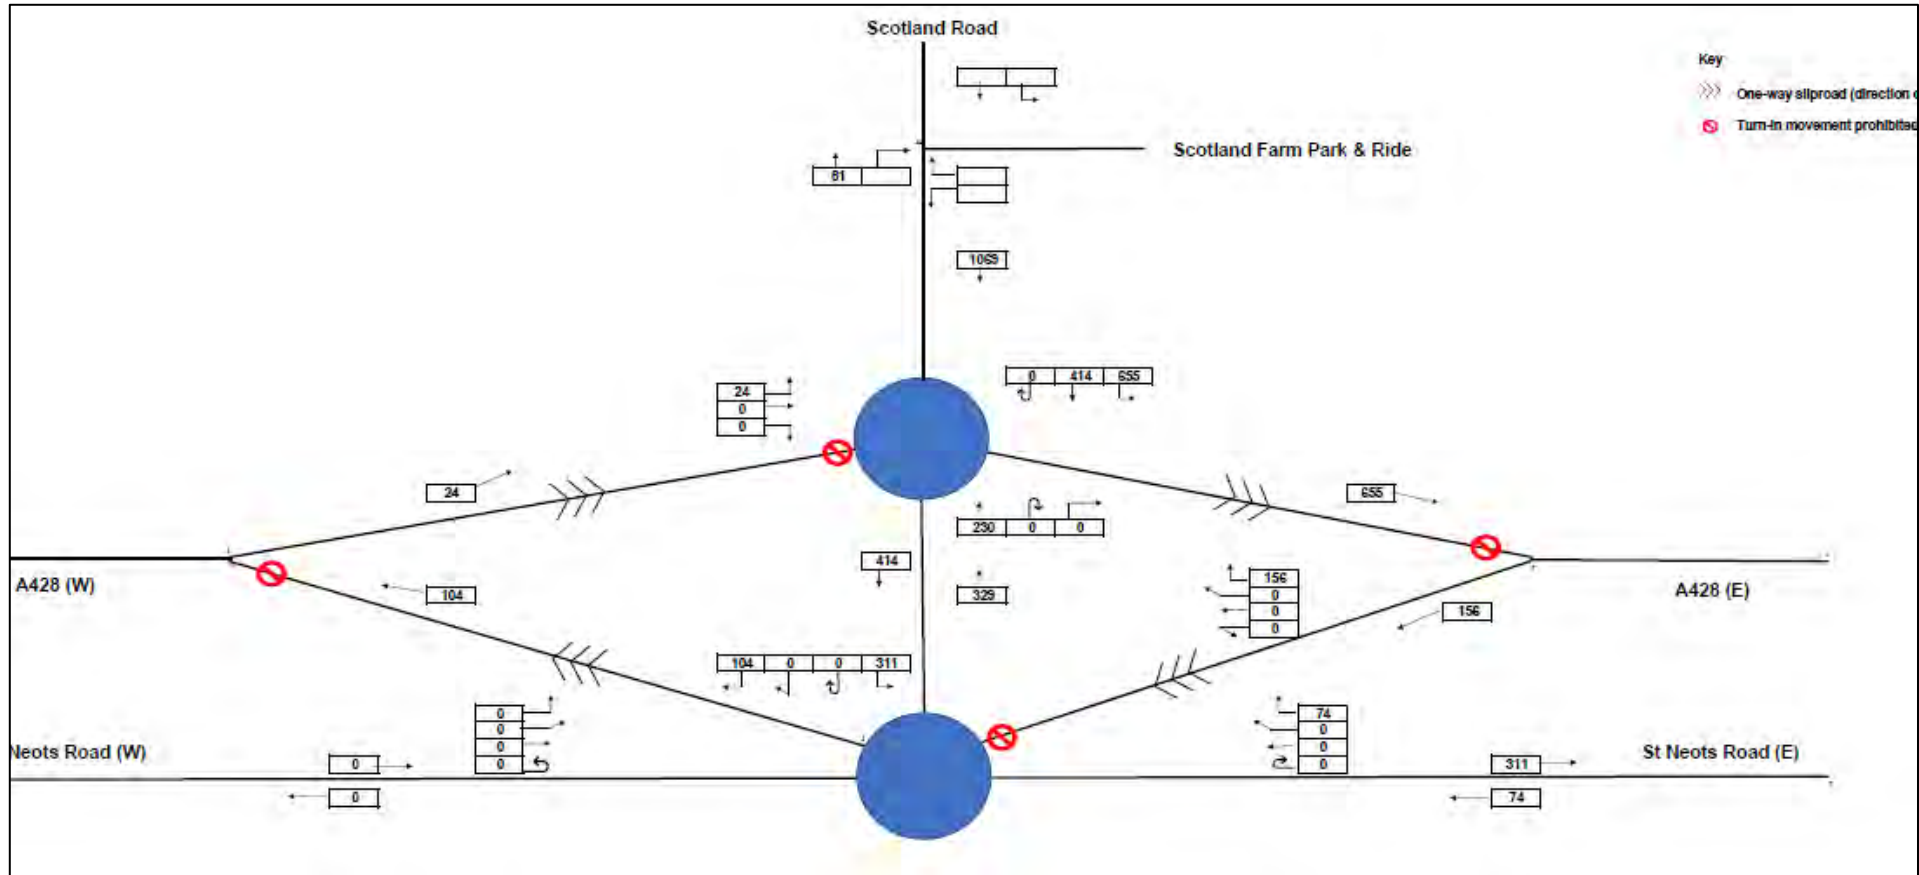 Scotland Road
Key
One-way sliproad (direction o
Turn-in movement prohibited
Scotland Farm Park & Ride
81
1069
0 414 655
24
0
0
24
655
230 0 0
414
329
156
0
0
0
A428 (W)
104
A428 (E)
156
104 0 0 311
0
0
0
0
74
0
0
0
Neots Road (W)
St Neots Road (E)
0
311
0
74